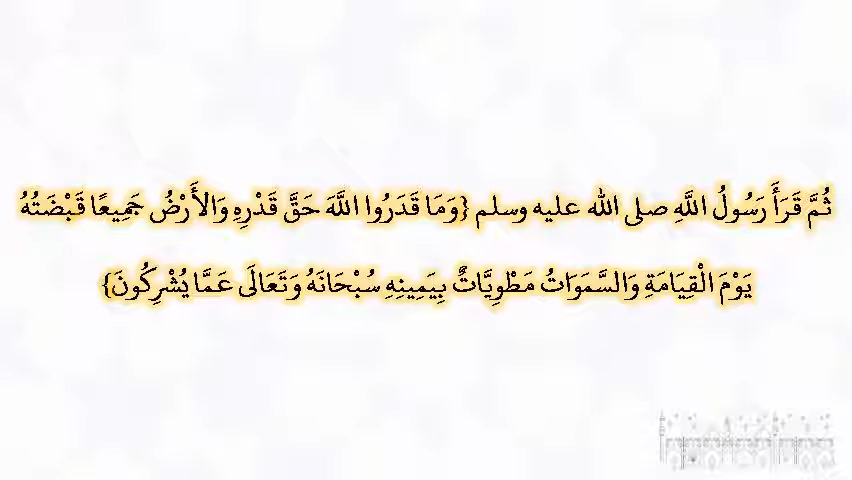 ثُمَّ قَرَأَ رَسُولُ اللَّهِ صلى الله عليه وسلم {وَمَا قَدَرُوا اللَّهَ حَقَّ قَدْرِهِ وَالأَرْضُ جَمِيعًا قَبْضَتُهُ
يَوْمَ الْقِيَامَةِ وَالسَّمَوَاتُ مَطْوِيَّاتٌ بِيَمِينِهِ سُبْحَانَهُ وَتَعَالَى عَمَّا يُشْرِكُونَ}